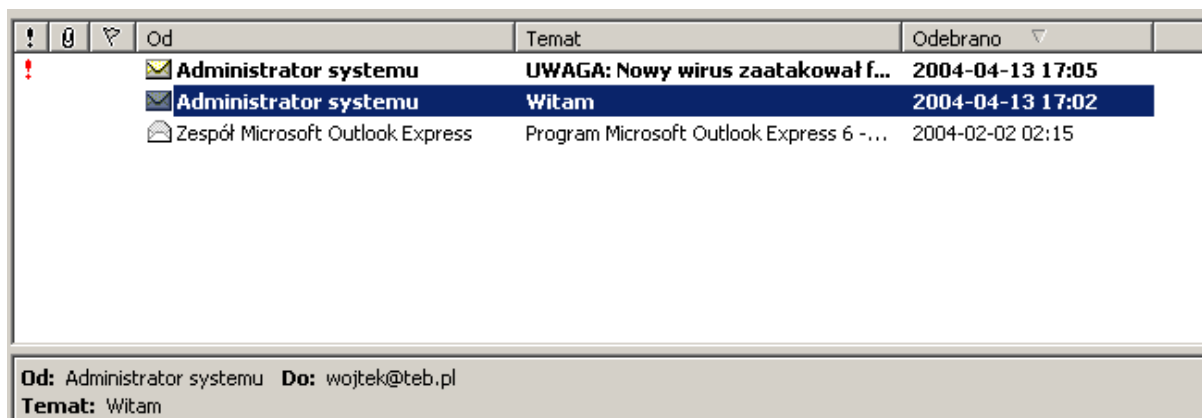 ! Od Temat Odebrano
! Administrator systemu UWAGA: Nowy wirus zaatakował f... 2004-04-13 17:05
Administrator systemu Witam 2004-04-13 17:02
Zespół Microsoft Outlook Express Program Microsoft Outlook Express 6 -... 2004-02-02 02:15
Od: Administrator systemu Do: wojtek@teb.pl
Temat: Witam